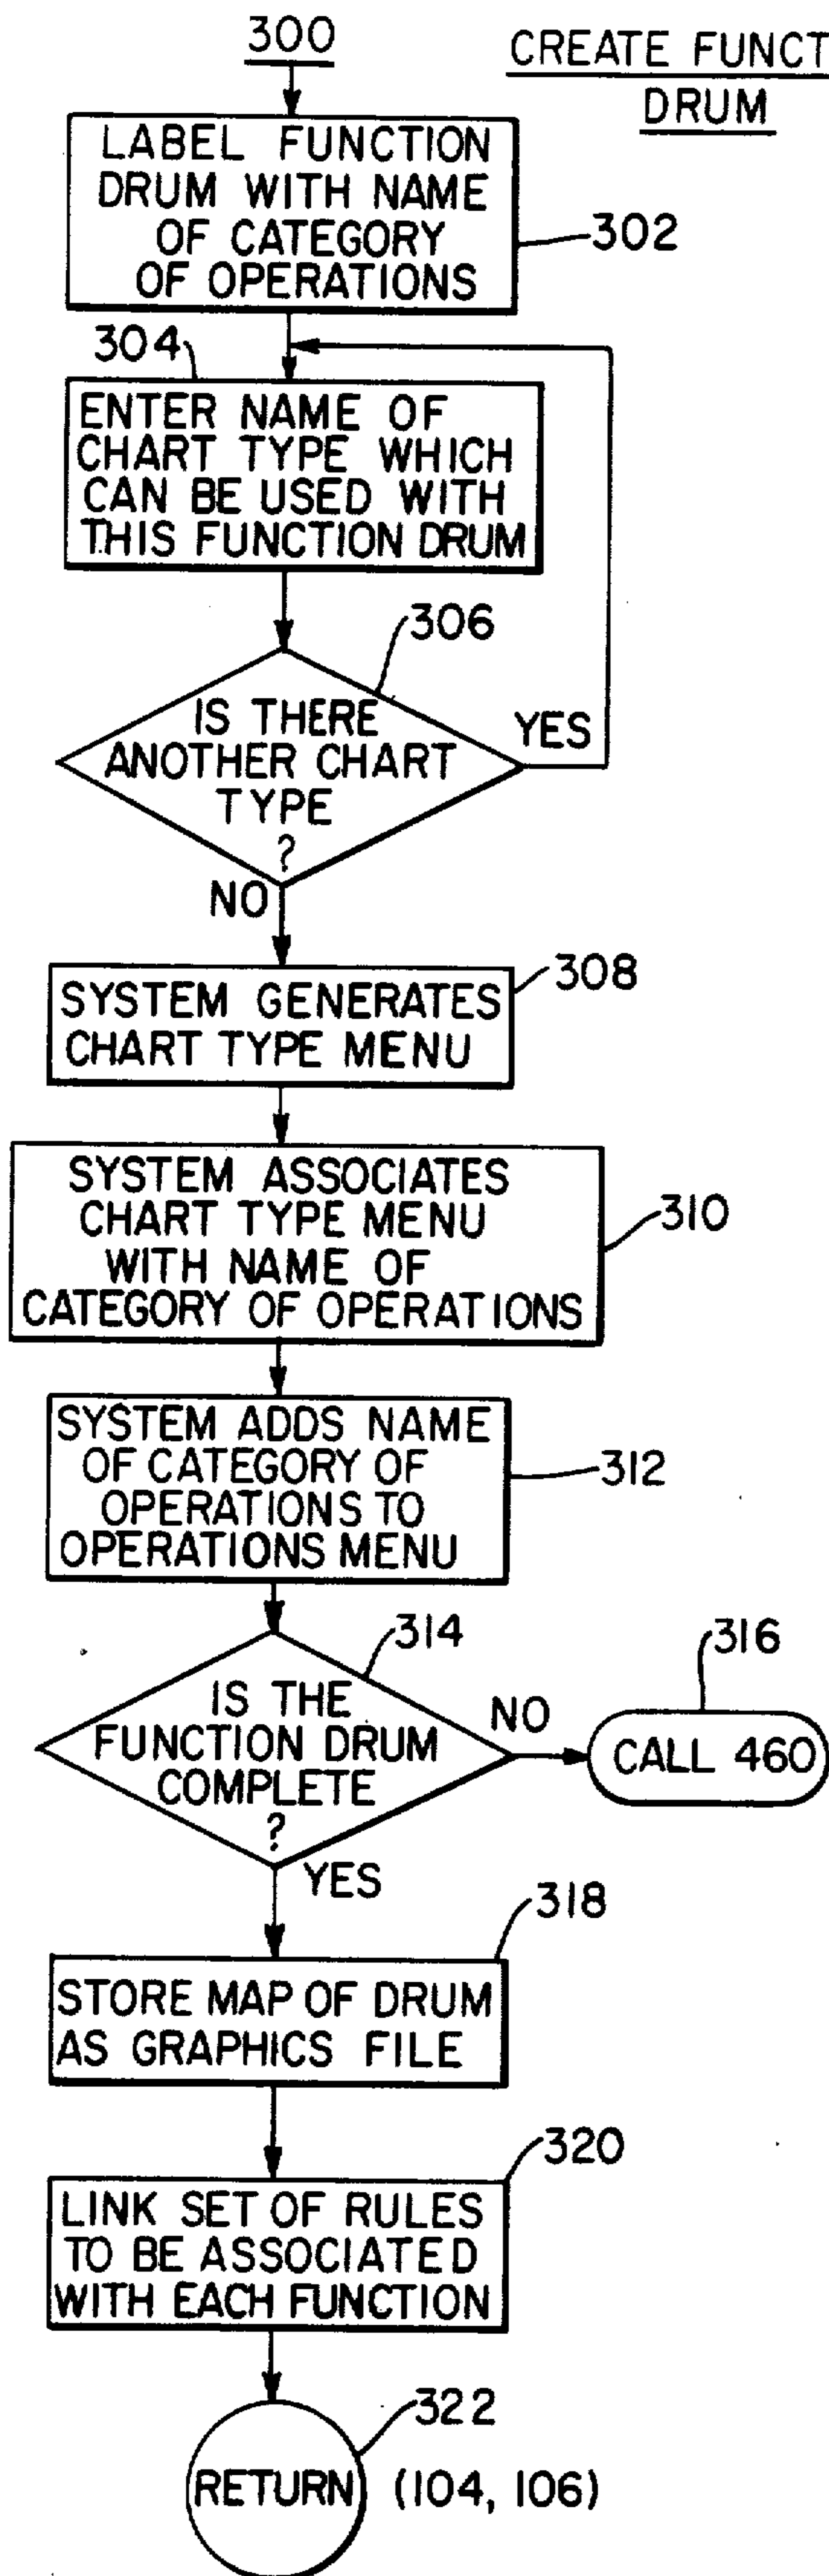 300
CREATE FUNCT
DRUM
LABEL FUNCTION
DRUM WITH NAME
OF CATEGORY
OF OPERATIONS
302
304
ENTER NAME OF
CHART TYPE WHICH
CAN BE USED WITH
THIS FUNCTION DRUM
306
IS THERE
ANOTHER CHART
TYPE
?
YES
NO
308
SYSTEM GENERATES
CHART TYPE MENU
SYSTEM ASSOCIATES
CHART TYPE MENU
WITH NAME OF
CATEGORY OF OPERATIONS
310
SYSTEM ADDS NAME
OF CATEGORY OF
OPERATIONS TO
OPERATIONS MENU
312
314
IS THE
FUNCTION DRUM
COMPLETE
?
NO
316
CALL 460
YES
318
STORE MAP OF DRUM
AS GRAPHICS FILE
320
LINK SET OF RULES
TO BE ASSOCIATED
WITH EACH FUNCTION
322
RETURN (104, 106)